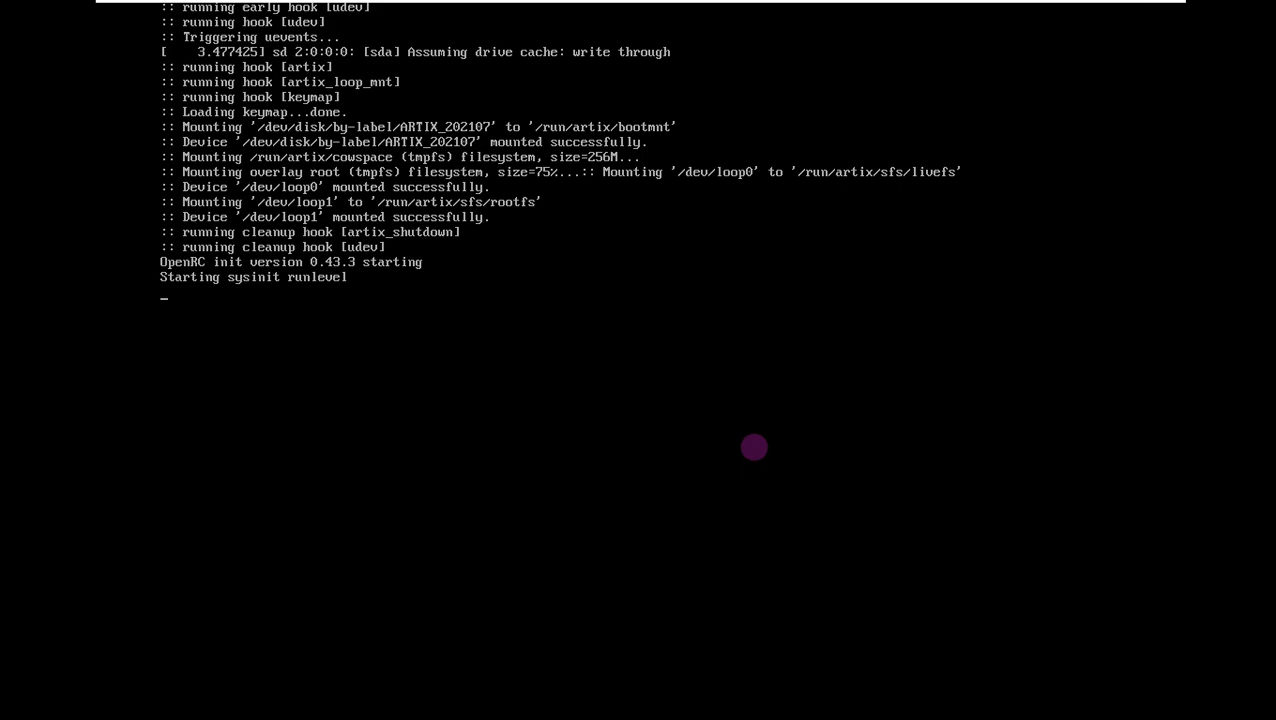 :: running early hook [udev]
:: running hook [udev]
:: Triggering uevents...
[    3.477425] sd 2:0:0:0: [sda] Assuming drive cache: write through
:: running hook [artix]
:: running hook [artix_loop_mnt]
:: running hook [keymap]
:: Loading keymap...done.
:: Mounting '/dev/disk/by-label/ARTIX_202107' to '/run/artix/bootmnt'
:: Device '/dev/disk/by-label/ARTIX_202107' mounted successfully.
:: Mounting /run/artix/cowspace (tmpfs) filesystem, size=256M...
:: Mounting overlay root (tmpfs) filesystem, size=75%...:: Mounting '/dev/loop0' to '/run/artix/sfs/livefs'
:: Device '/dev/loop0' mounted successfully.
:: Mounting '/dev/loop1' to '/run/artix/sfs/rootfs'
:: Device '/dev/loop1' mounted successfully.
:: running cleanup hook [artix_shutdown]
:: running cleanup hook [udev]
OpenRC init version 0.43.3 starting
Starting sysinit runlevel